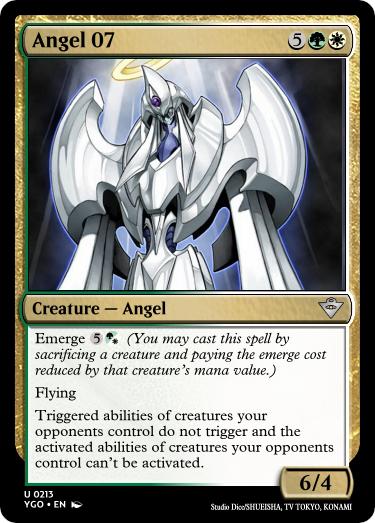 Angel 07 5
Creature — Angel
Emerge 5 (You may cast this spell by
sacrificing a creature and paying the emerge cost
reduced by that creature's mana value.)
Flying
Triggered abilities of creatures your
opponents control do not trigger and the
activated abilities of creatures your opponents
control can't be activated.
6/4
U 0213
YGO • EN
Studio Dice/SHUEISHA, TV TOKYO, KONAMI